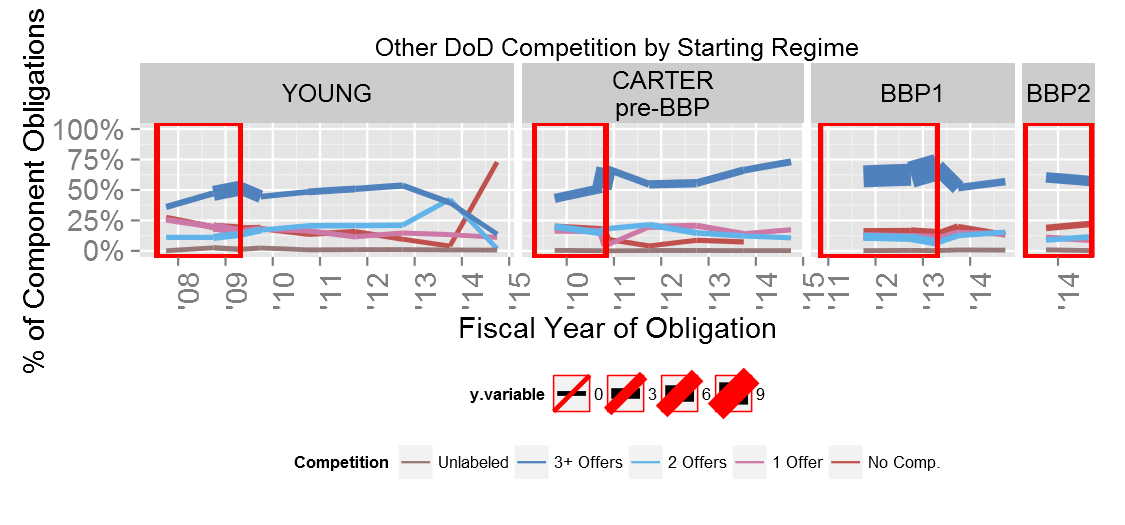 Other DoD Competition by Starting Regime
YOUNG
CARTER
pre-BBP
BBP1
BBP2
% of Component Obligations
100%
75%
50%
25%
0%
'08 '09 '10 '11 '12 '13 '14 '15
'10 '11 '12 '13 '14 '15
'11 '12 '13 '14
'14
Fiscal Year of Obligation
y.variable 0 3 6 9
Competition Unlabeled 3+ Offers 2 Offers 1 Offer No Comp.